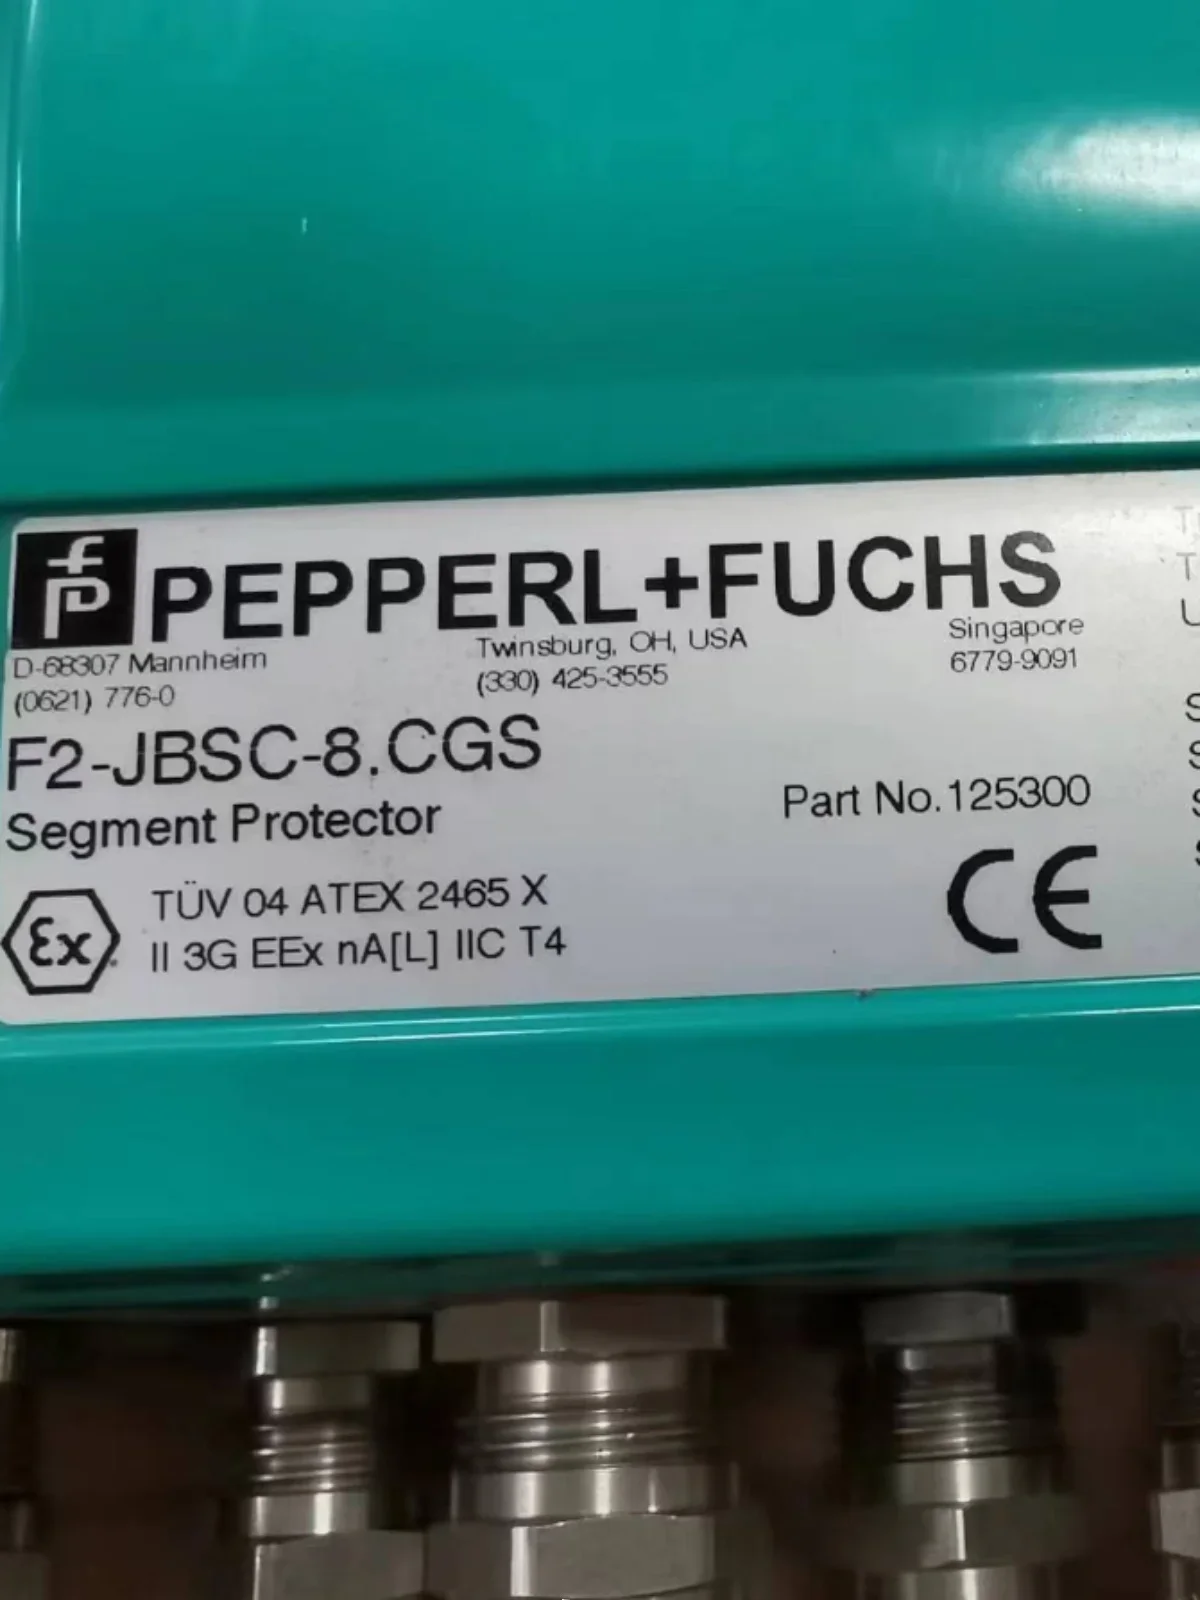 PEPPERL+FUCHS
D-68307 Mannheim
(0621) 776-0
Twinsburg, OH, USA
(330) 425-3555
Singapore
6779-9091
F2-JBSC-8.CGS
Segment Protector
Part No.125300
Ex
TÜV 04 ATEX 2465 X
II 3G EEx nA[L] IIC T4
CE